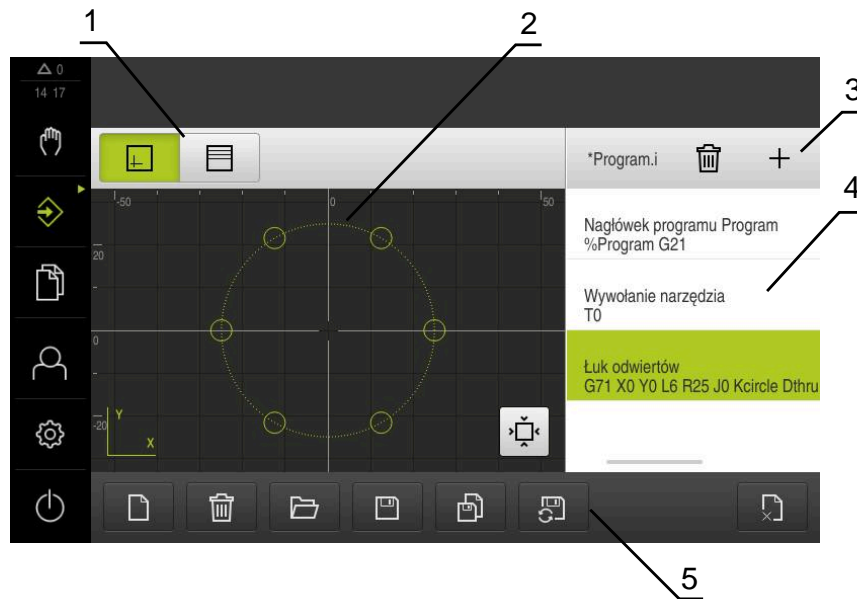 1
2
3
4
5
0
14 17
*Program.i
-50
0
50
20
0
-20
Y
X
Nagłówek programu Program
%Program G21
Wywołanie narzędzia
T0
Łuk odwiertów
G71 X0 Y0 L6 R25 J0 Kcircle Dthru